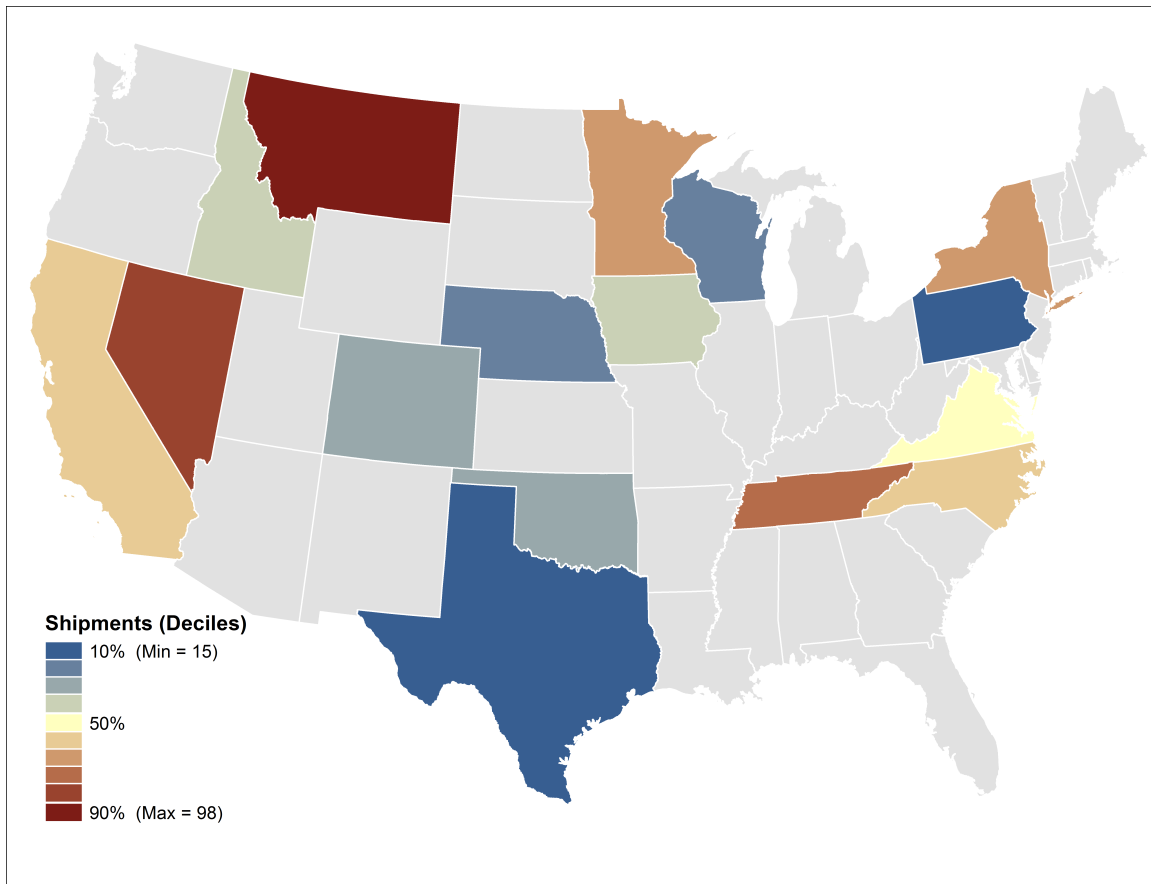 Shipments (Deciles)
10% (Min = 15)
50%
90% (Max = 98)